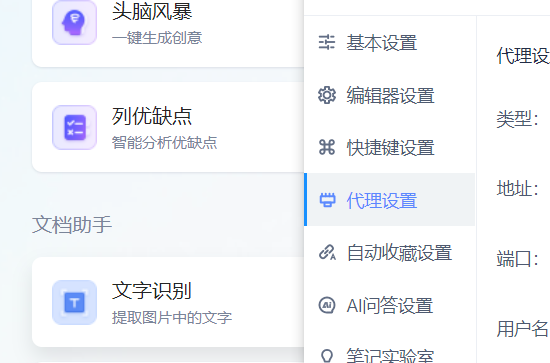 头脑风暴
一键生成创意
列优缺点
智能分析优缺点
文档助手
文字识别
提取图片中的文字
基本设置
编辑器设置
快捷键设置
代理设置
自动收藏设置
AI问答设置
笔记实验室
代理设
类型:
地址:
端口:
用户名